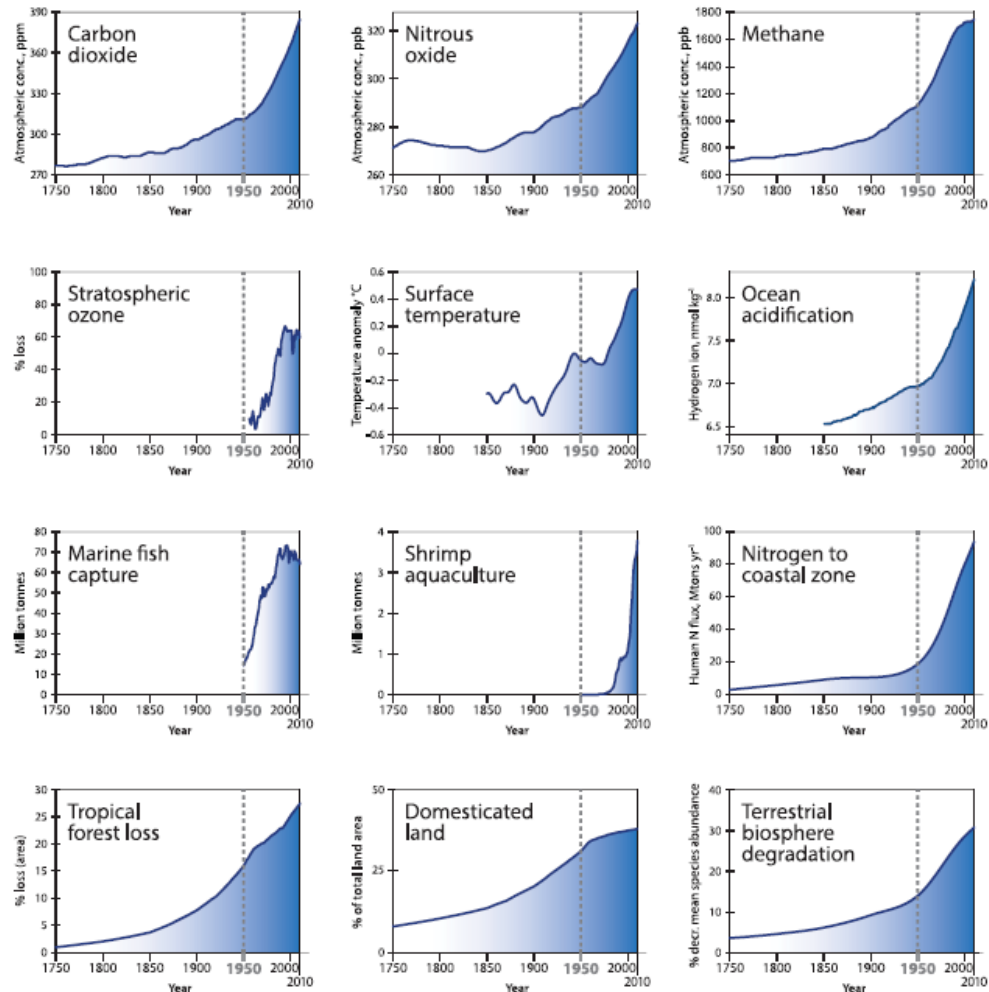 Carbon
dioxide
Atmospheric conc., ppm
390
360
330
300
270
1750 1800 1850 1900 1950 2000
2010
Year
Nitrous
oxide
Atmospheric conc., ppb
320
300
280
260
1750 1800 1850 1900 1950 2000
2010
Year
Methane
Atmospheric conc., ppb
1800
1600
1400
1200
1000
800
600
1750 1800 1850 1900 1950 2000
2010
Year
Stratospheric
ozone
% loss
100
80
60
40
20
0
1750 1800 1850 1900 1950 2000
2010
Year
Surface
temperature
Temperature anomaly °C
0.6
0.4
0.2
0
-0.2
-0.4
-0.6
1750 1800 1850 1900 1950 2000
2010
Year
Ocean
acidification
Hydrogen ion, nmol kg⁻¹
8.0
7.5
7.0
6.5
1750 1800 1850 1900 1950 2000
2010
Year
Marine fish
capture
Million tonnes
80
70
60
50
40
30
20
10
0
1750 1800 1850 1900 1950 2000
2010
Year
Shrimp
aquaculture
Million tonnes
4
3
2
1
0
1750 1800 1850 1900 1950 2000
2010
Year
Nitrogen to
coastal zone
Human N flux, Mtons yr⁻¹
100
80
60
40
20
0
1750 1800 1850 1900 1950 2000
2010
Year
Tropical
forest loss
% loss (area)
30
25
20
15
10
5
0
1750 1800 1850 1900 1950 2000
2010
Year
Domesticated
land
% of total land area
50
25
0
1750 1800 1850 1900 1950 2000
2010
Year
Terrestrial
biosphere
degradation
% decr. mean species abundance
40
30
20
10
0
1750 1800 1850 1900 1950 2000
2010
Year